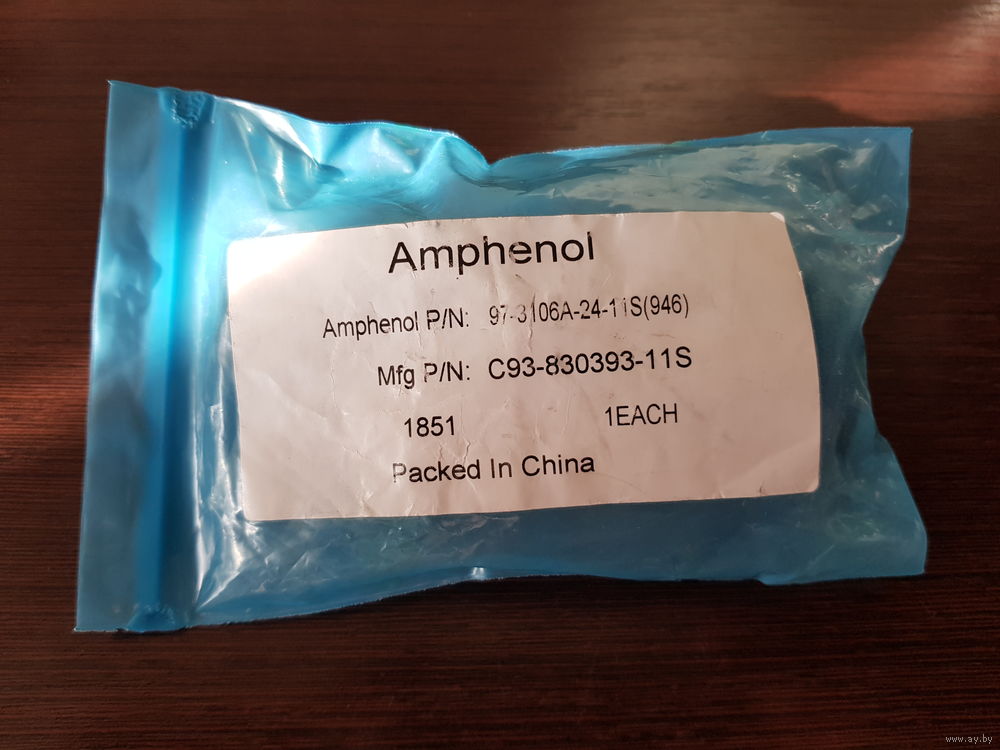 Amphenol
Amphenol P/N: 97-3106A-24-11S(946)
Mfg P/N: C93-830393-11S
1851 1EACH
Packed In China
www.ay.by